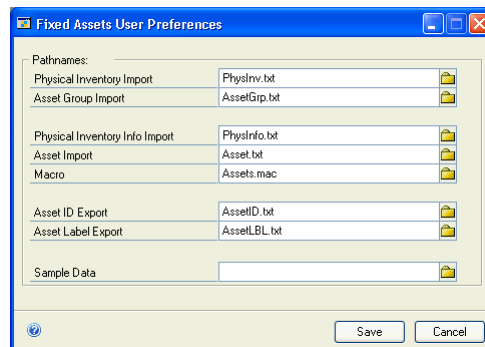 Fixed Assets User Preferences
Pathnames:
Physical Inventory Import PhysInv.txt
Asset Group Import AssetGrp.txt
Physical Inventory Info Import PhysInfo.txt
Asset Import Asset.txt
Macro Assets.mac
Asset ID Export AssetID.txt
Asset Label Export AssetLBL.txt
Sample Data
Save Cancel